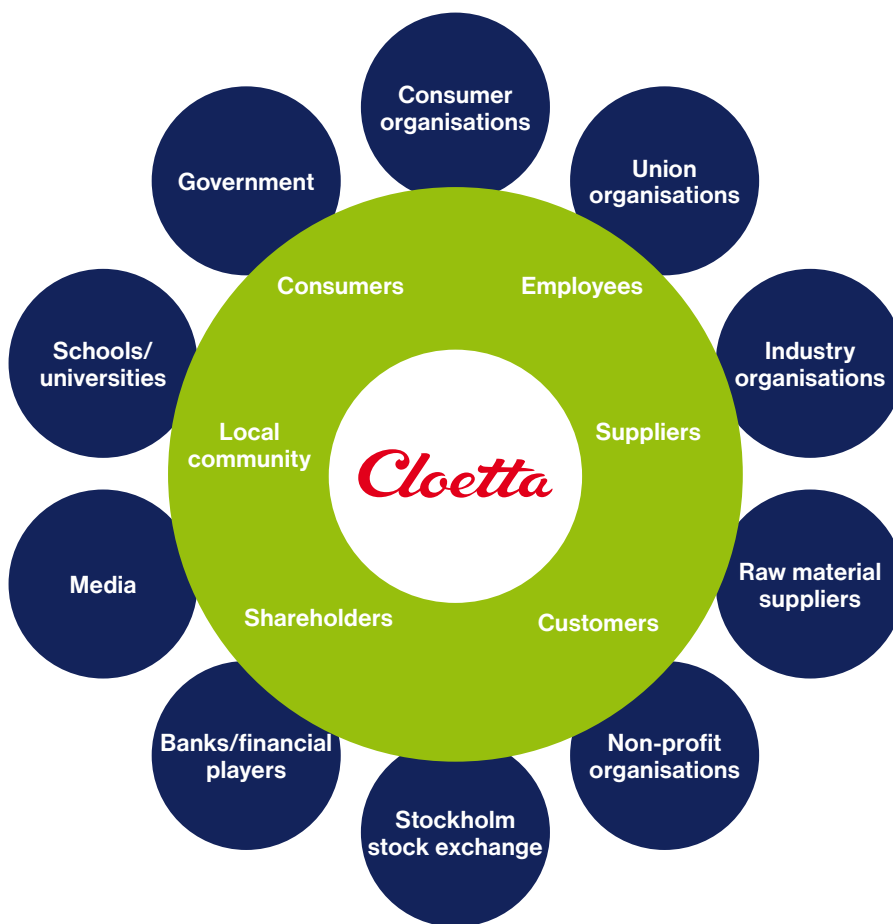 Consumer
organisations
Government
Union
organisations
Consumers
Employees
Schools/
universities
Industry
organisations
Local
community
Suppliers
Cloetta
Media
Raw material
suppliers
Shareholders
Customers
Banks/financial
players
Non-profit
organisations
Stockholm
stock exchange